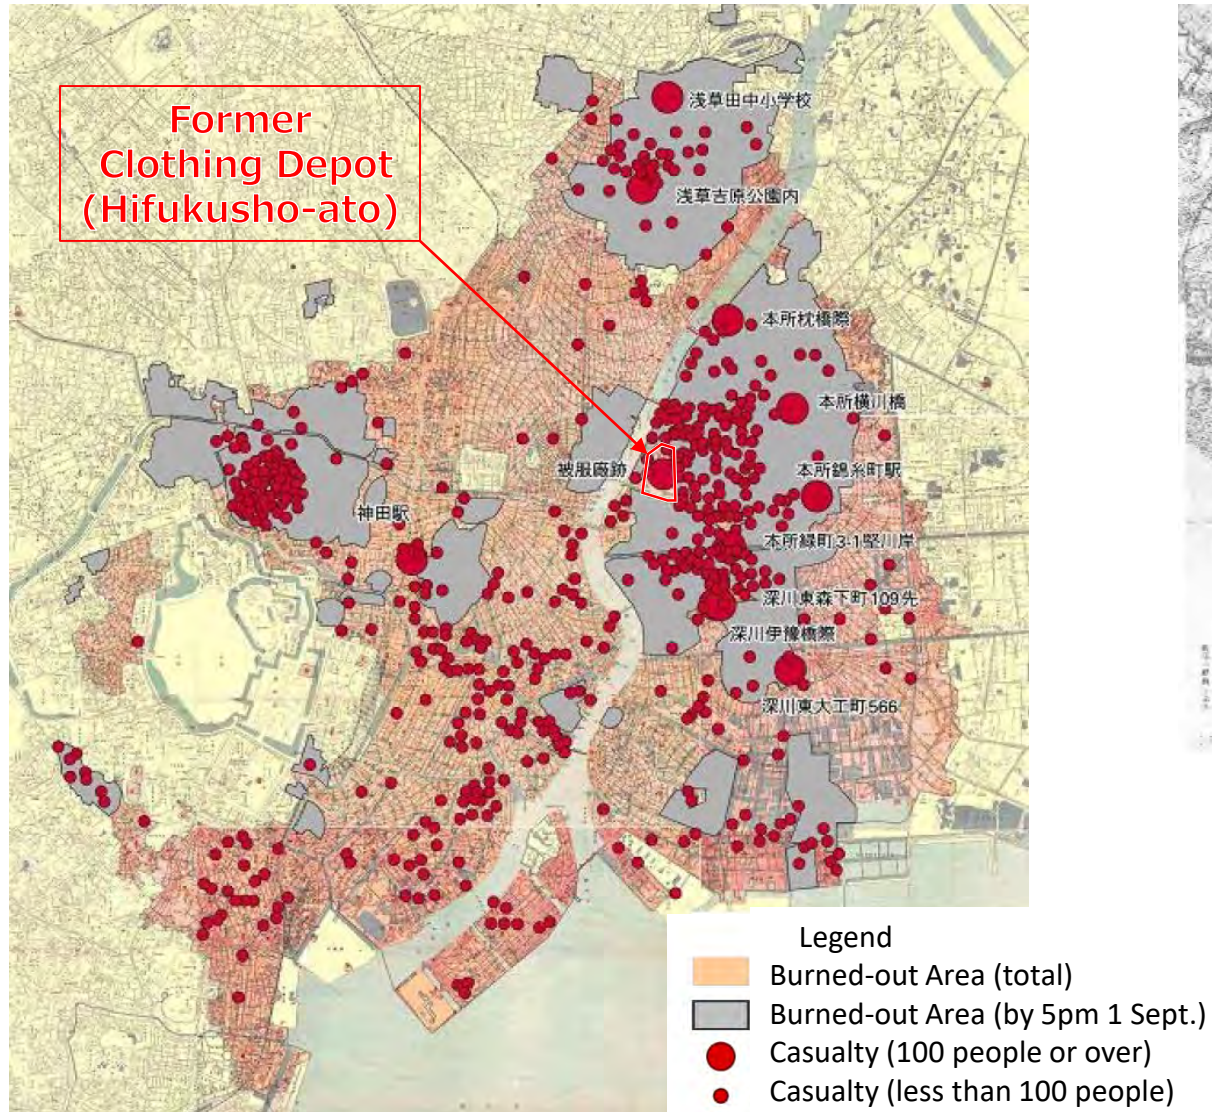 Former
Clothing Depot
(Hifukusho-ato)
浅草田中小学校
浅草吉原公園内
本所枕橋際
本所横川橋
被服廠跡
本所錦糸町駅
神田駅
本所緑町3-1竪川岸
深川東森下町109先
深川伊豫橋際
深川東大工町566
Legend
Burned-out Area (total)
Burned-out Area (by 5pm 1 Sept.)
Casualty (100 people or over)
Casualty (less than 100 people)